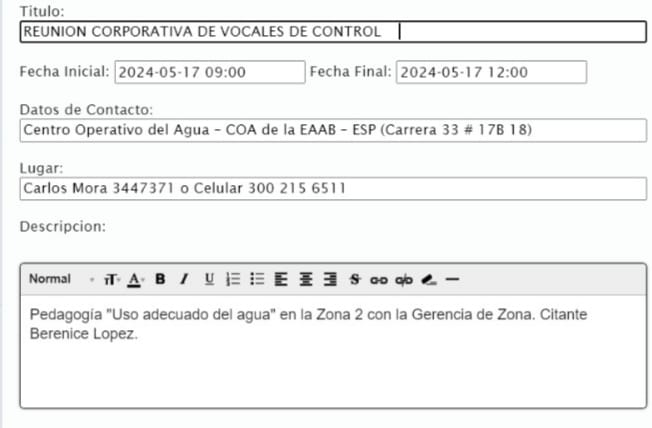 Titulo:
REUNION CORPORATIVA DE VOCALES DE CONTROL
Fecha Inicial: 2024-05-17 09:00 Fecha Final: 2024-05-17 12:00
Datos de Contacto:
Centro Operativo del Agua - COA de la EAAB - ESP (Carrera 33 # 17B 18)
Lugar:
Carlos Mora 3447371 o Celular 300 215 6511
Descripcion:
Normal
Pedagogía "Uso adecuado del agua" en la Zona 2 con la Gerencia de Zona. Citante
Berenice Lopez.